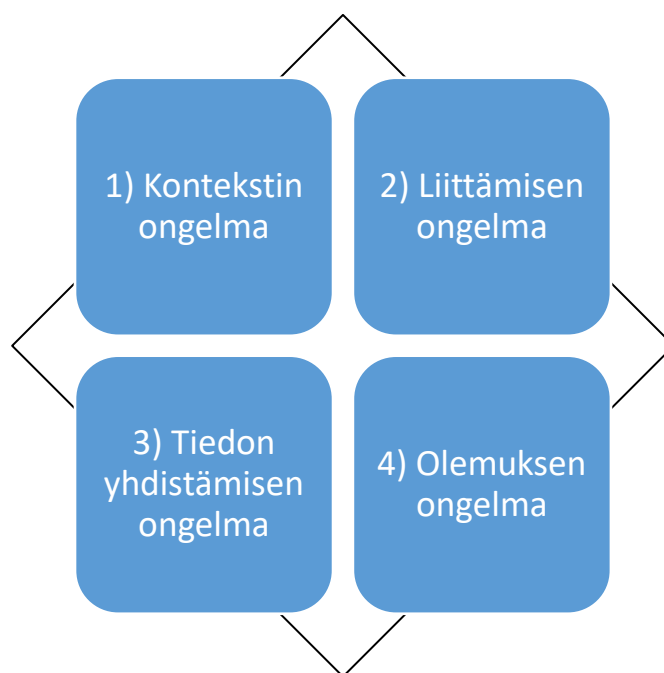 1) Kontekstin
ongelma
2) Liittämisen
ongelma
3) Tiedon
yhdistämisen
ongelma
4) Olemuksen
ongelma